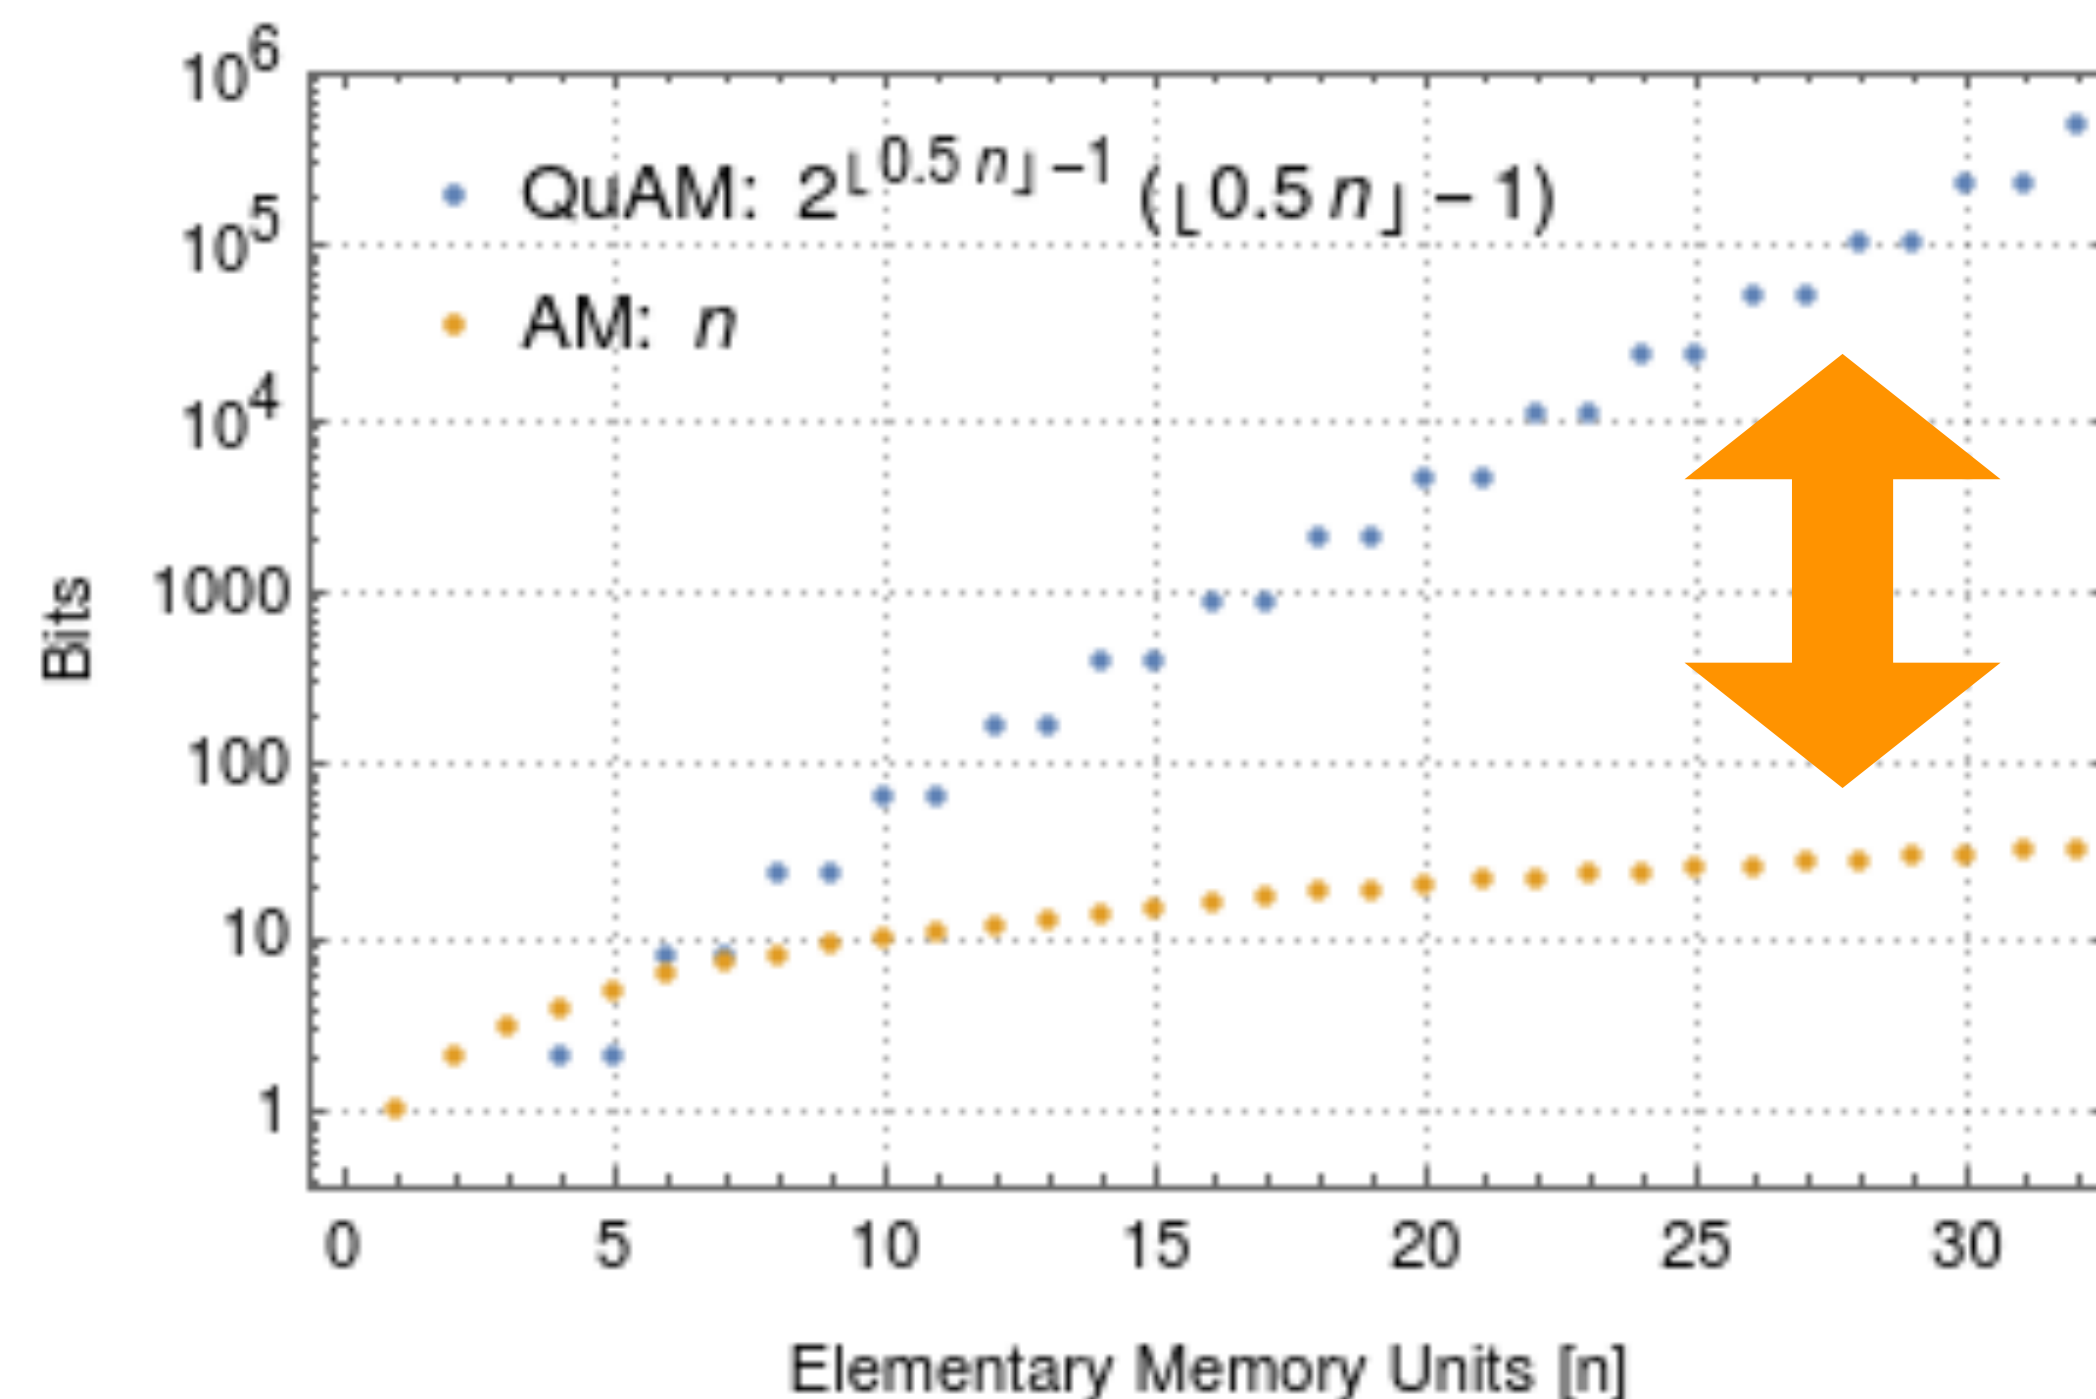 10^6
QuAM: 2^{⌊0.5 n⌋−1} (⌊0.5 n⌋ − 1)
10^5
AM: n
10^4
1000
100
10
1
Bits
0 5 10 15 20 25 30
Elementary Memory Units [n]